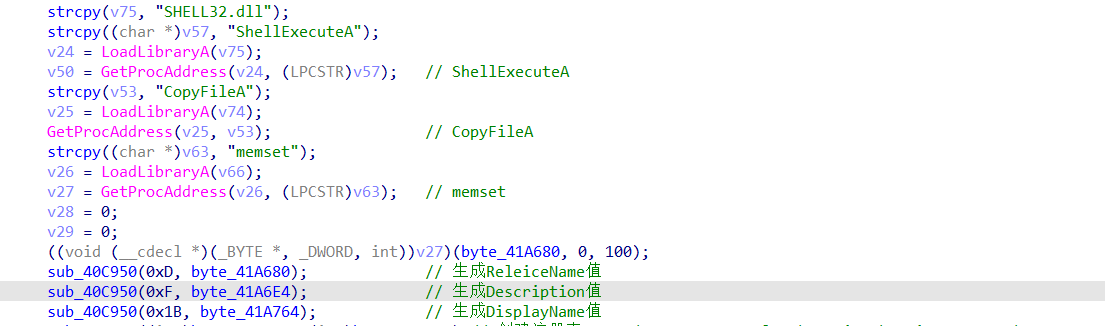 strcpy(v75, "SHELL32.dll");
strcpy((char *)v57, "ShellExecuteA");
v24 = LoadLibraryA(v75);
v50 = GetProcAddress(v24, (LPCSTR)v57);   // ShellExecuteA
strcpy(v53, "CopyFileA");
v25 = LoadLibraryA(v74);
GetProcAddress(v25, v53);                 // CopyFileA
strcpy((char *)v63, "memset");
v26 = LoadLibraryA(v66);
v27 = GetProcAddress(v26, (LPCSTR)v63);   // memset
v28 = 0;
v29 = 0;
((void (__cdecl *)(_BYTE *, _DWORD, int))v27)(byte_41A680, 0, 100);
sub_40C950(0xD, byte_41A680);             // 生成ReleiceName值
sub_40C950(0xF, byte_41A6E4);             // 生成Description值
sub_40C950(0x1B, byte_41A764);            // 生成DisplayName值